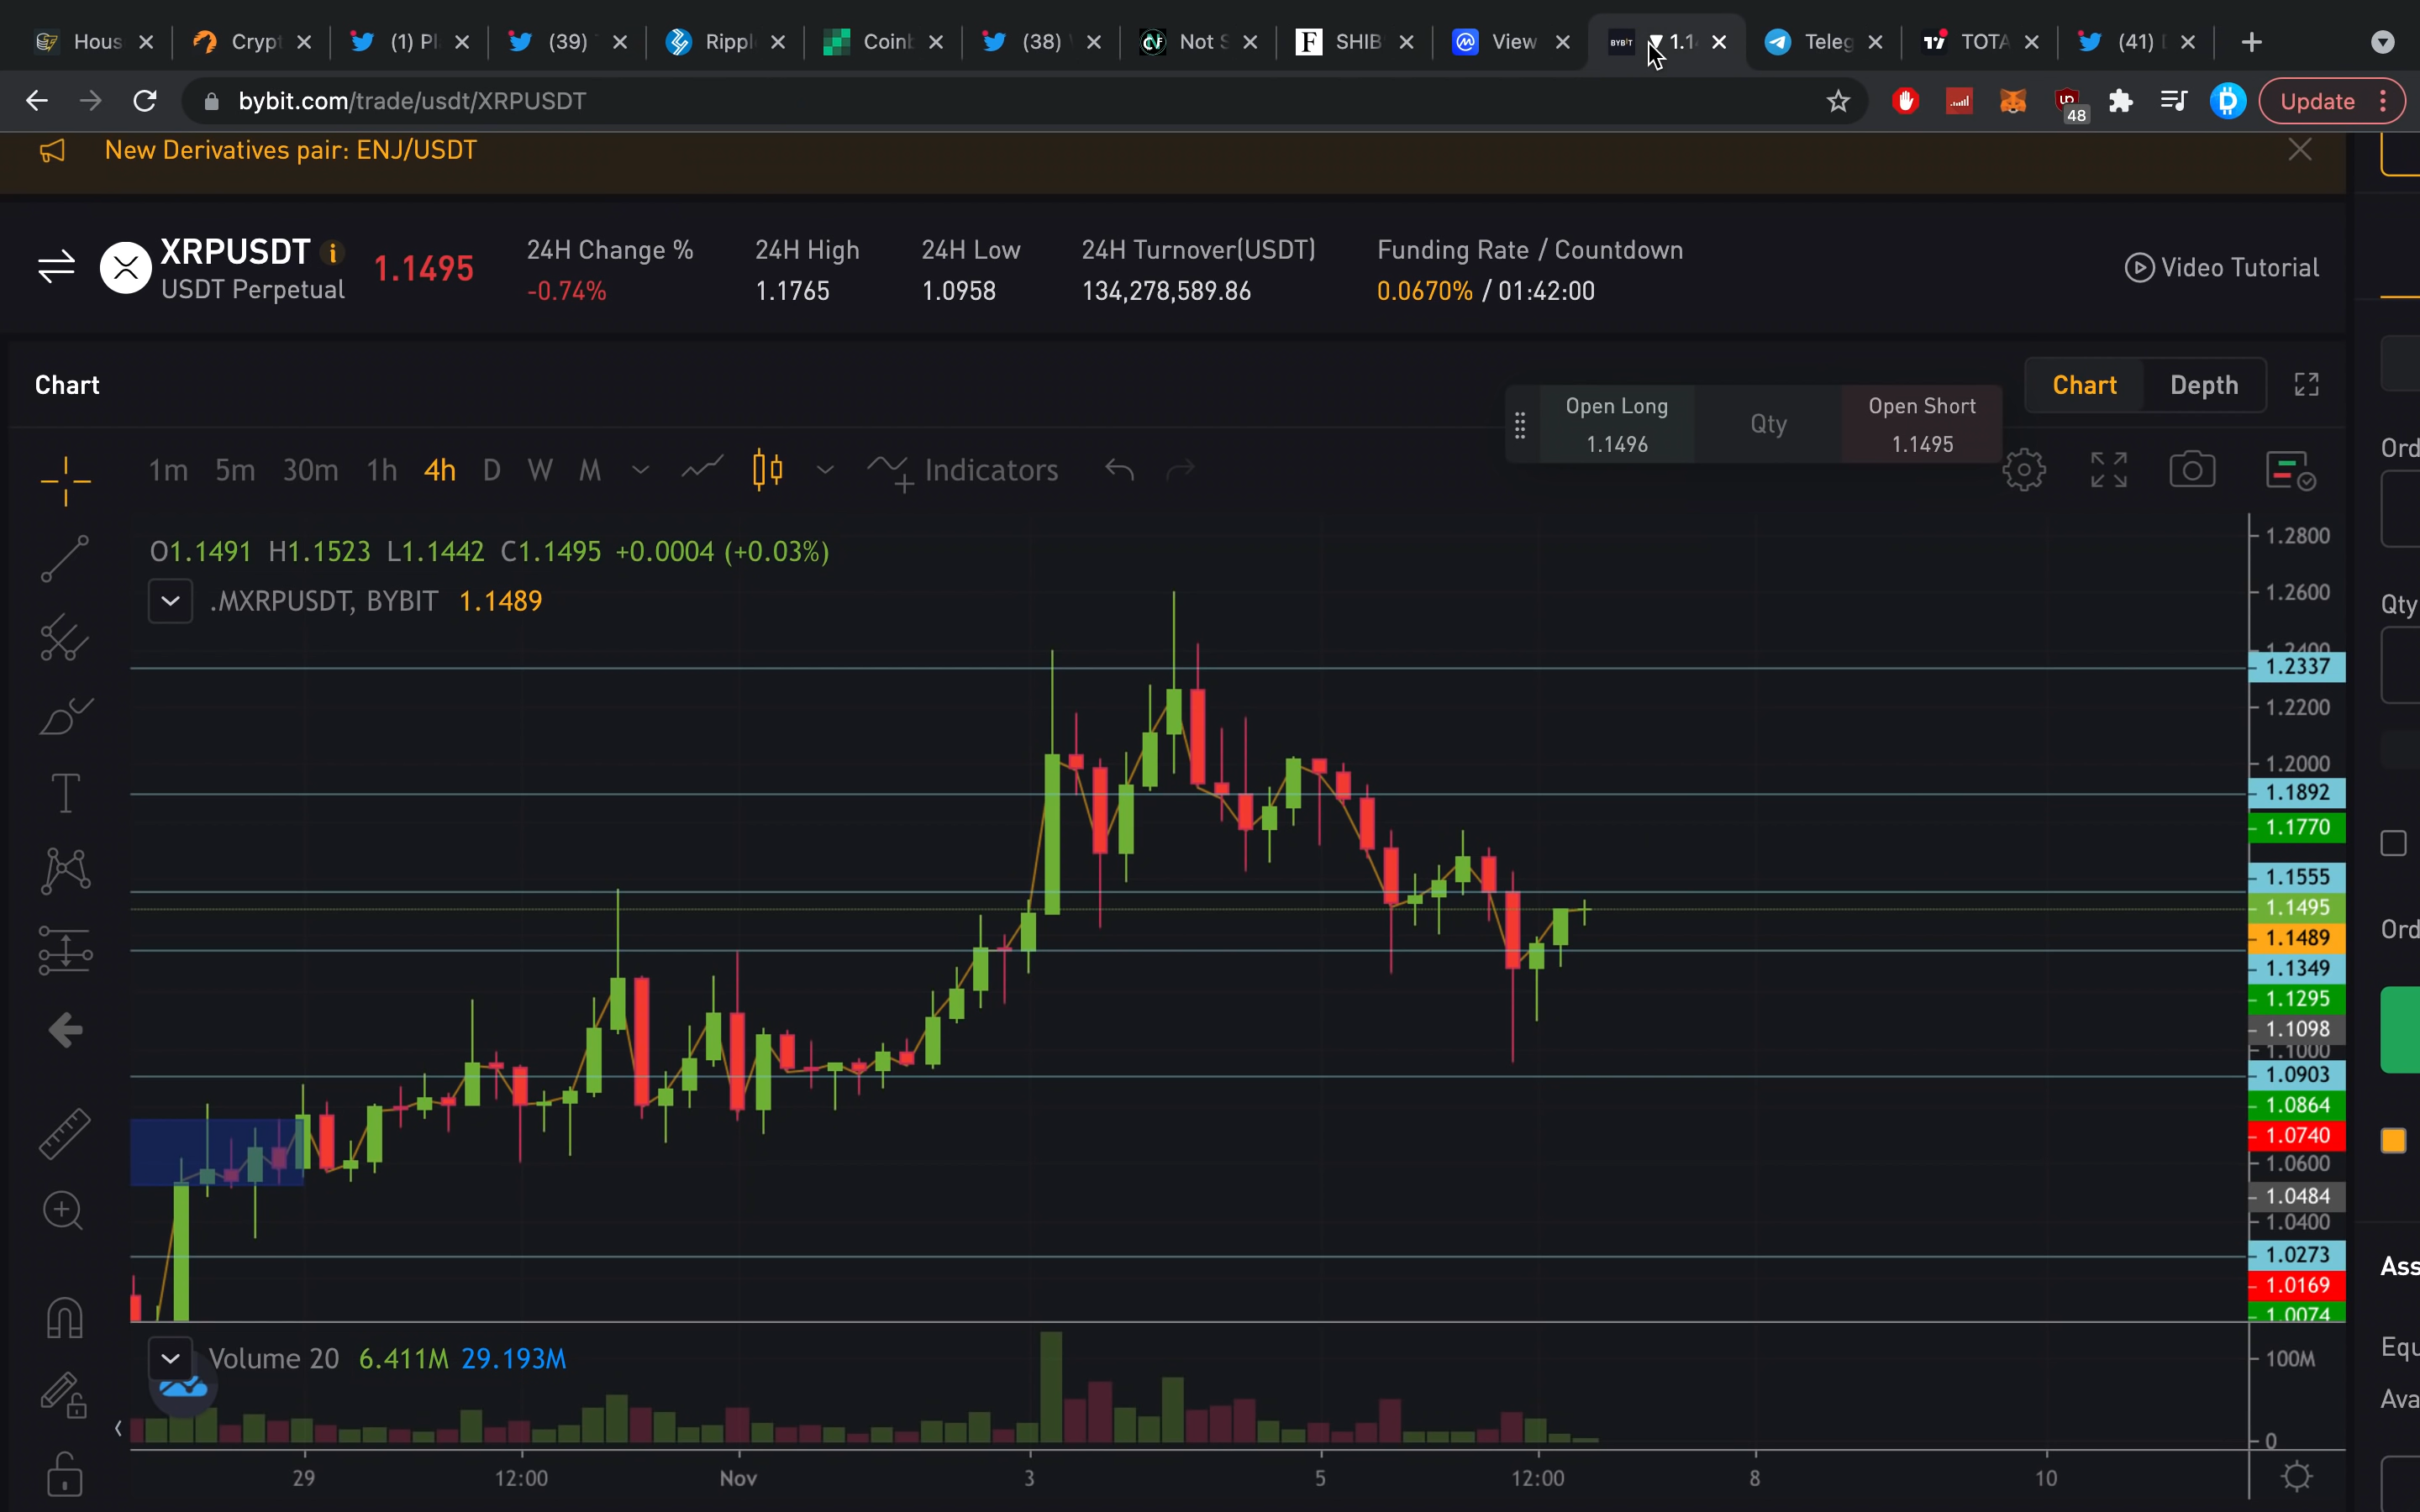 Hous
Crypt
(1) Pl
(39)
Rippl
Coinb
(38)
Not S
SHIB
View
BYBIT ▼ 1.1
Teleg
TOTA
(41)
bybit.com/trade/usdt/XRPUSDT
48
Update
New Derivatives pair: ENJ/USDT
XRPUSDT
USDT Perpetual
1.1495
24H Change %
-0.74%
24H High
1.1765
24H Low
1.0958
24H Turnover(USDT)
134,278,589.86
Funding Rate / Countdown
0.0670% / 01:42:00
Video Tutorial
Chart
Open Long
1.1496
Qty
Open Short
1.1495
Chart
Depth
1m 5m 30m 1h 4h D W M Indicators
O1.1491 H1.1523 L1.1442 C1.1495 +0.0004 (+0.03%)
.MXRPUSDT, BYBIT 1.1489
1.2800
1.2600
1.2400
1.2337
1.2200
1.2000
1.1892
1.1770
1.1555
1.1495
1.1489
1.1349
1.1295
1.1098
1.1000
1.0903
1.0864
1.0740
1.0600
1.0484
1.0400
1.0273
1.0169
1.0074
Volume 20 6.411M 29.193M
100M
0
29 12:00 Nov 3 5 12:00 8 10
Ord
Qty
Ord
Ass
Equ
Ava